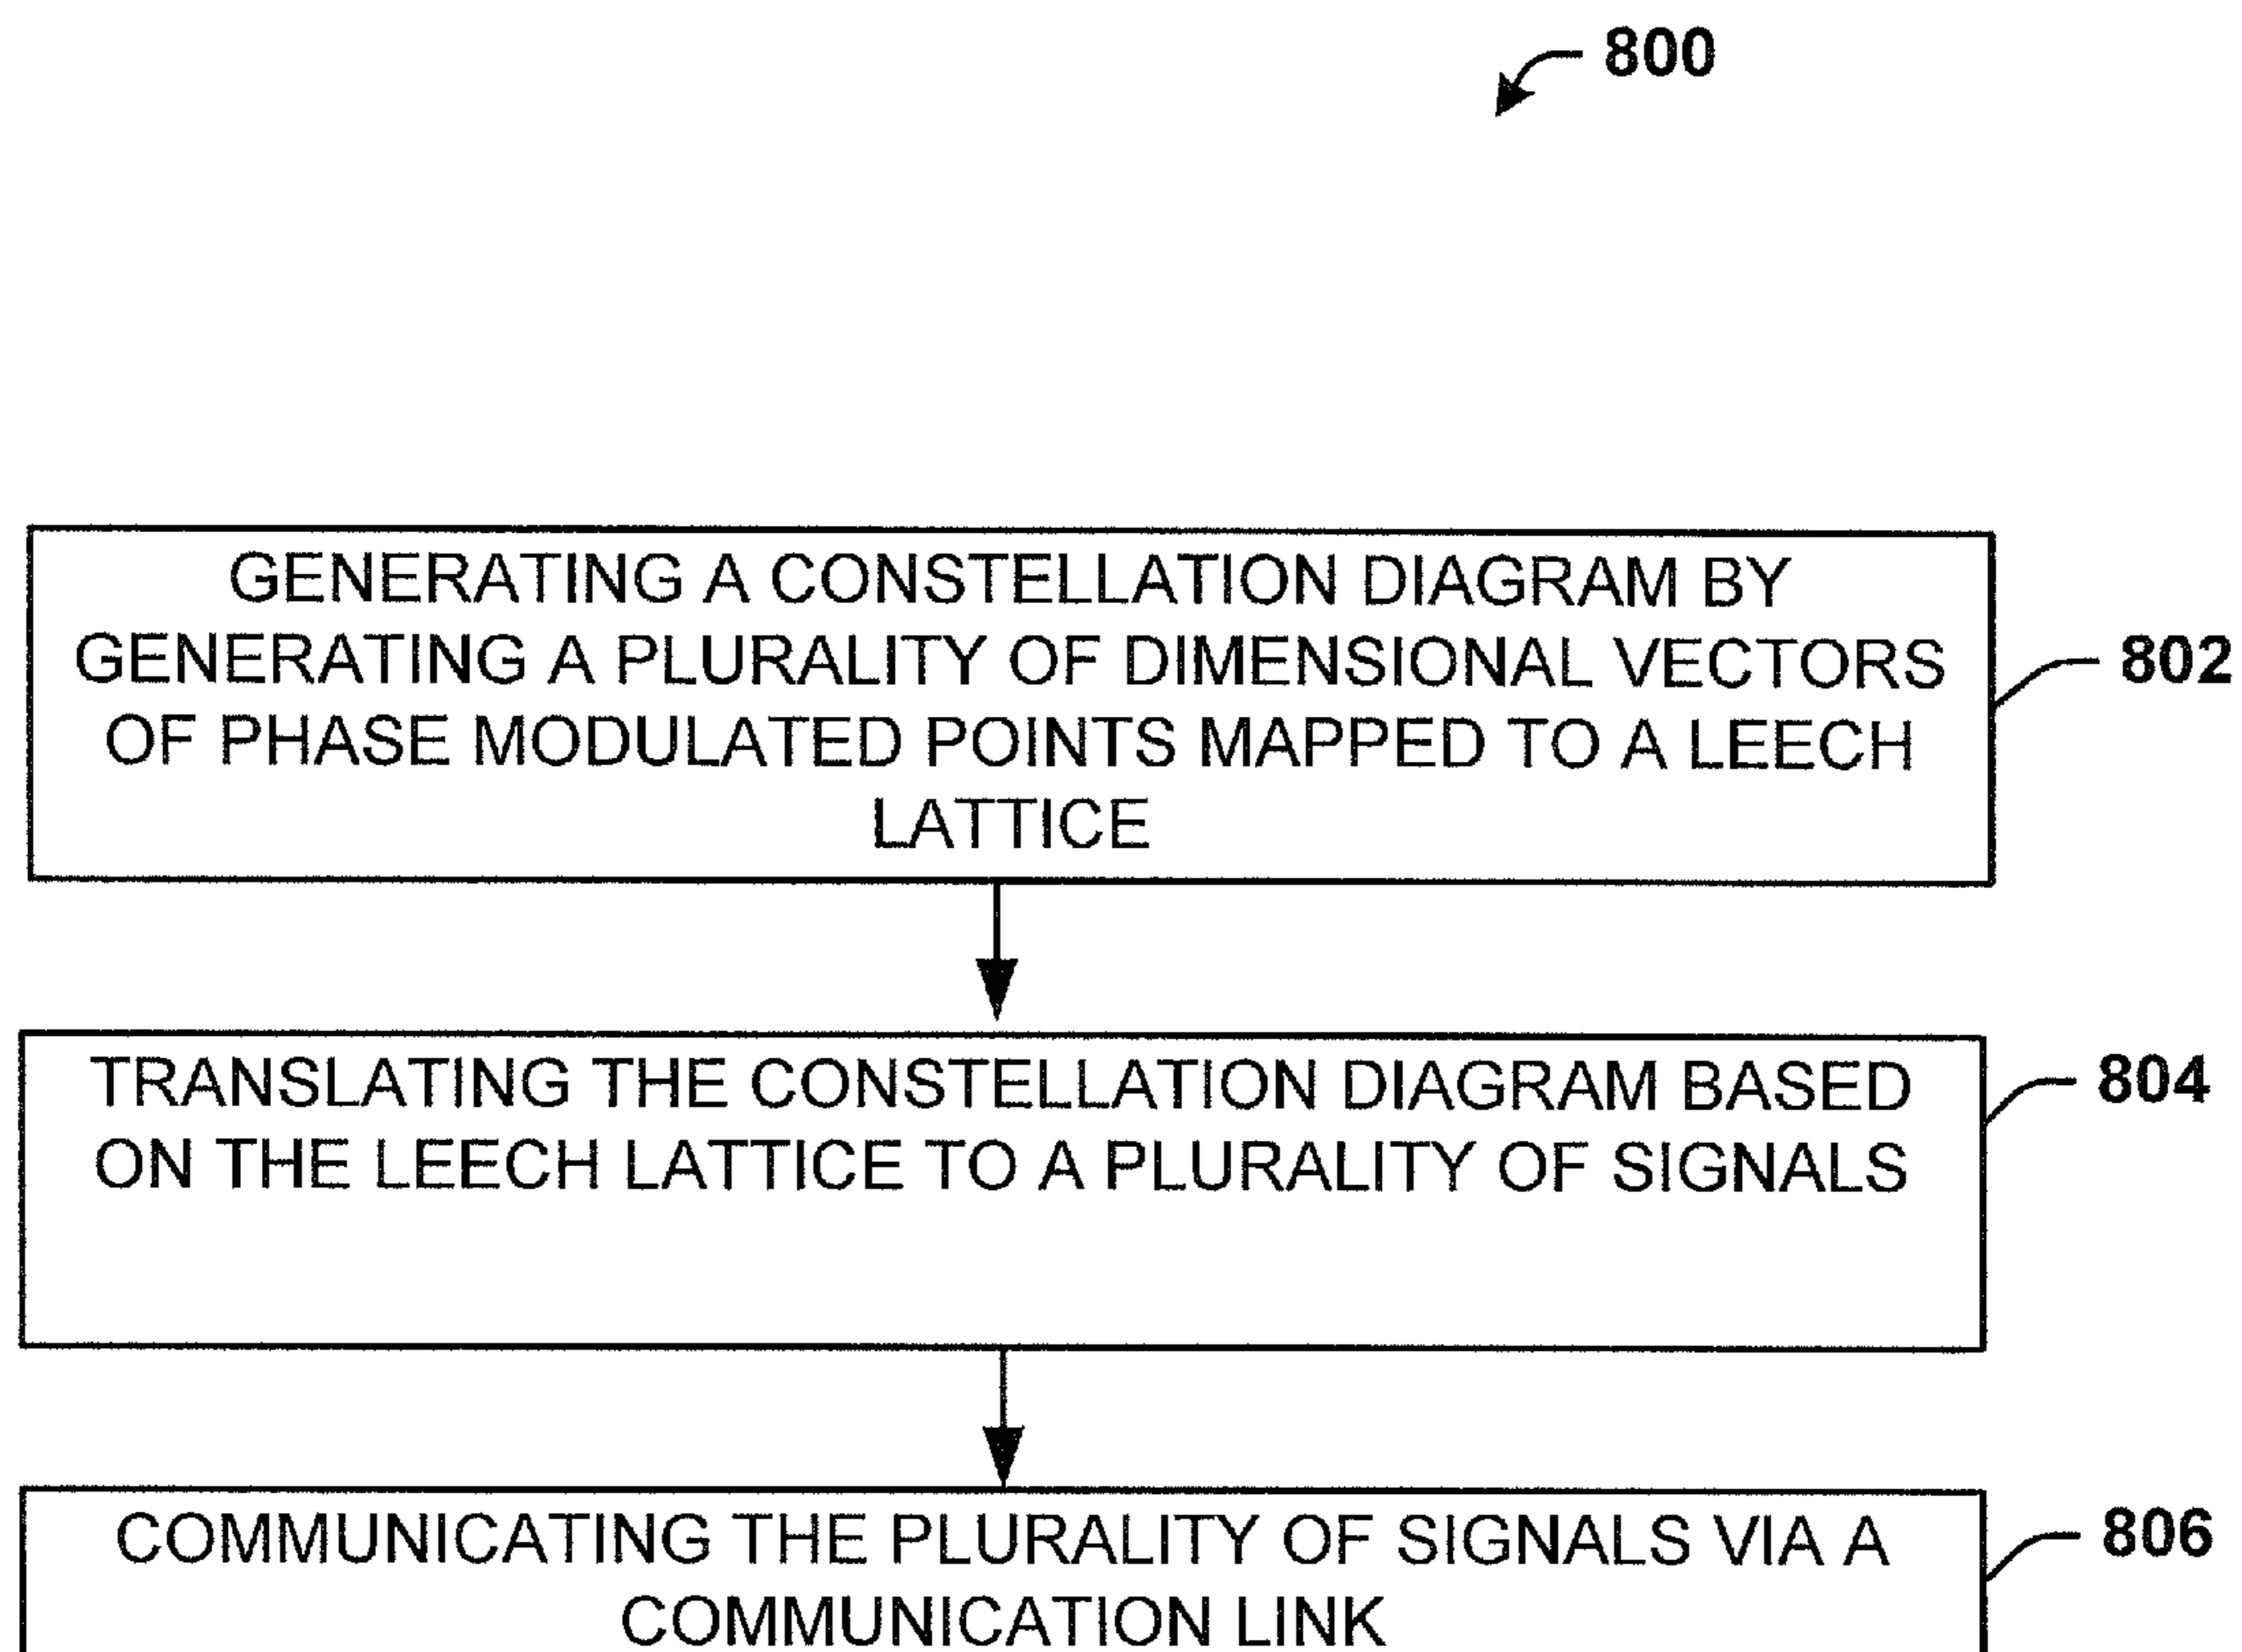 800
GENERATING A CONSTELLATION DIAGRAM BY
GENERATING A PLURALITY OF DIMENSIONAL VECTORS
OF PHASE MODULATED POINTS MAPPED TO A LEECH
LATTICE
802
TRANSLATING THE CONSTELLATION DIAGRAM BASED
ON THE LEECH LATTICE TO A PLURALITY OF SIGNALS
804
COMMUNICATING THE PLURALITY OF SIGNALS VIA A
COMMUNICATION LINK
806